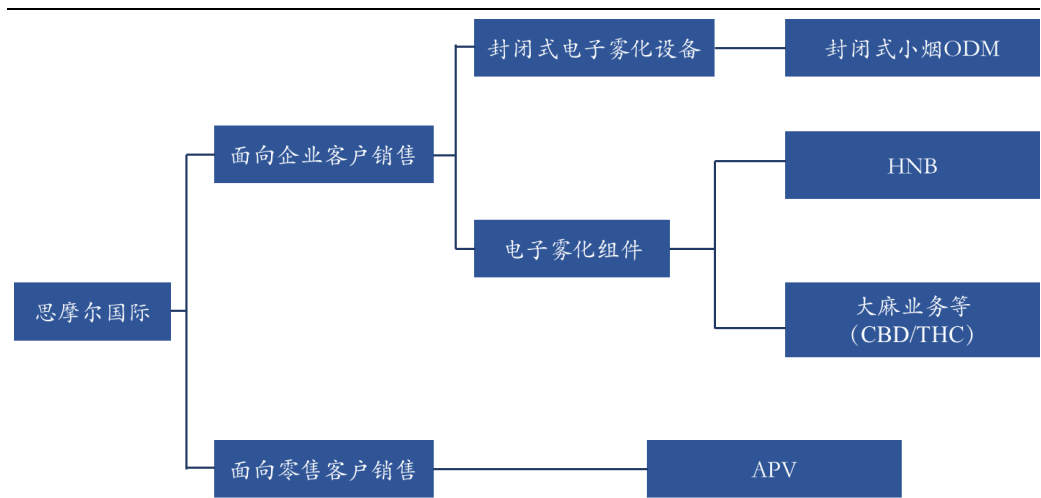 封闭式电子雾化设备
封闭式小烟ODM
面向企业客户销售
HNB
电子雾化组件
思摩尔国际
大麻业务等
（CBD/THC）
面向零售客户销售
APV